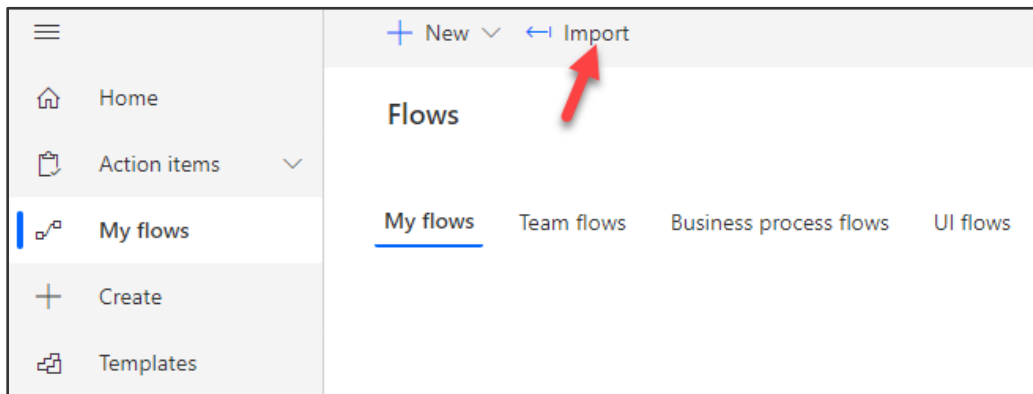 New Import
Home
Flows
Action items
My flows
My flows Team flows Business process flows UI flows
Create
Templates